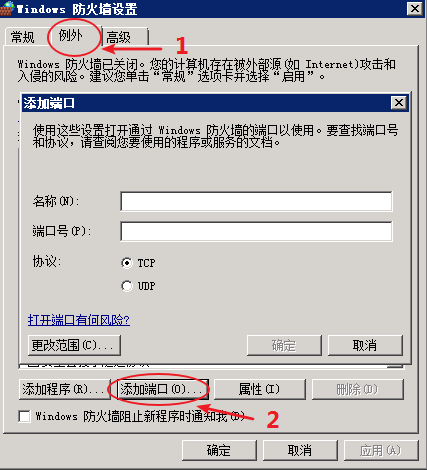 Windows 防火墙设置
常规 例外 高级
1
Windows 防火墙已关闭。您的计算机存在被外部源(如 Internet)攻击和
入侵的风险。建议您单击“常规”选项卡并选择“启用”。
添加端口
使用这些设置打开通过 Windows 防火墙的端口以使用。要查找端口号
和协议，请查阅您要使用的程序或服务的文档。
名称(N):
端口号(P):
协议: TCP
UDP
打开端口有何风险?
更改范围(C)... 确定 取消
添加程序(R)... 添加端口(O)... 属性(I) 删除(D)
2
Windows 防火墙阻止新程序时通知我(B)
确定 取消 应用(A)